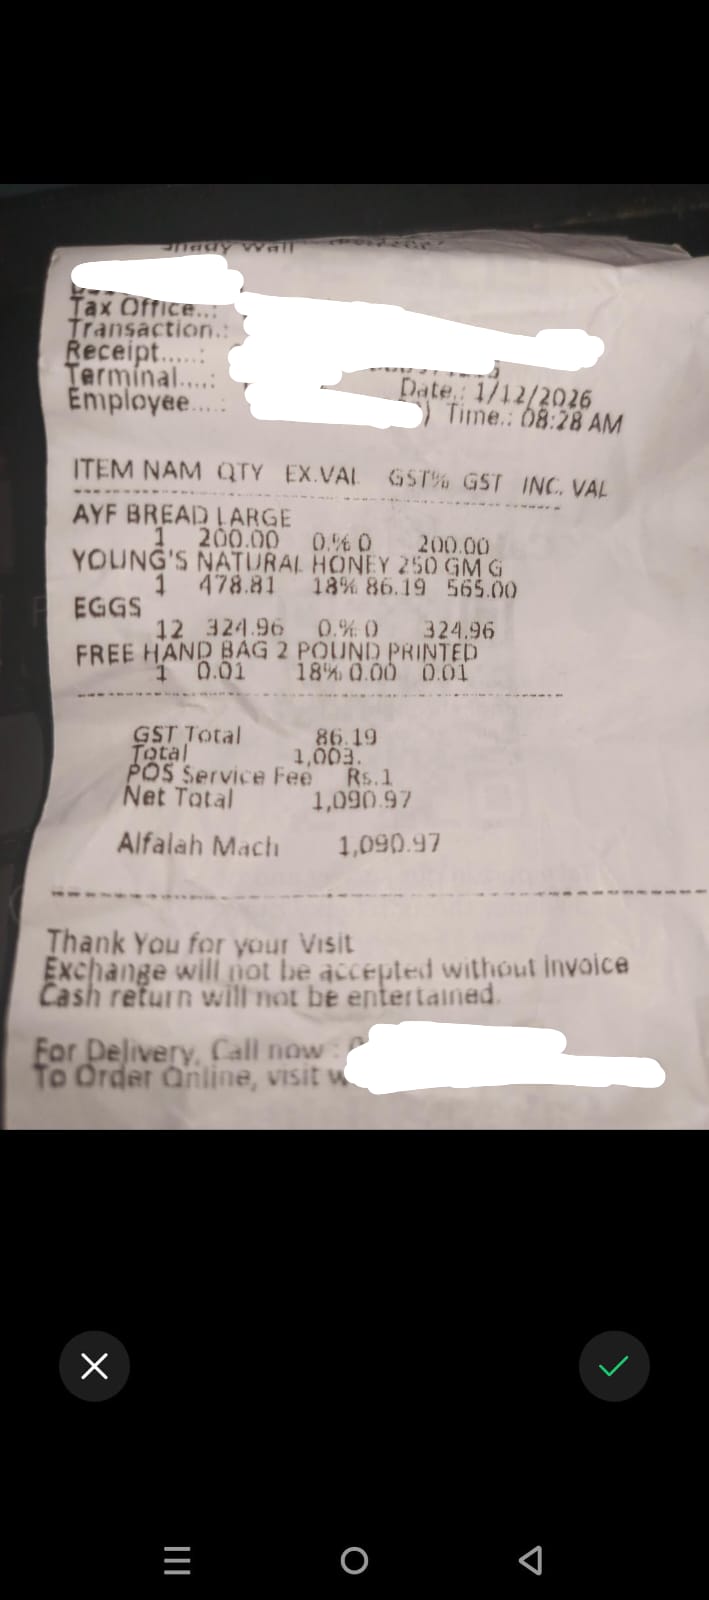 Shady Wall
Tax Office..:
Transaction.:
Receipt.....:
Terminal....:
Date.: 1/12/2026
Employee.....:
) Time.: 08:28 AM
ITEM NAM QTY EX.VAL GST% GST INC. VAL
AYF BREAD LARGE
1 200.00 0.% 0 200.00
YOUNG'S NATURAL HONEY 250 GM G
1 478.81 18% 86.19 565.00
EGGS
12 324.96 0.% 0 324.96
FREE HAND BAG 2 POUND PRINTED
1 0.01 18% 0.00 0.01
GST Total 86.19
Total 1,003.
POS Service Fee Rs.1
Net Total 1,090.97
Alfalah Mach 1,090.97
Thank You for your Visit
Exchange will not be accepted without Invoice
Cash return will not be entertained.
For Delivery, Call now :
To Order Online, visit